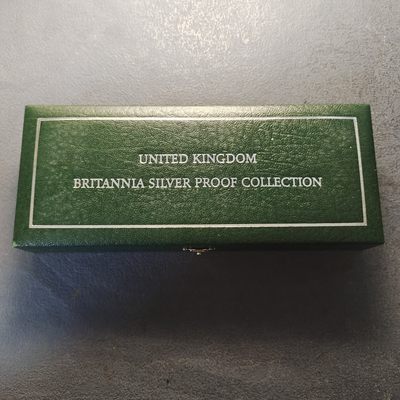 UNITED KINGDOM
BRITANNIA SILVER PROOF COLLECTION